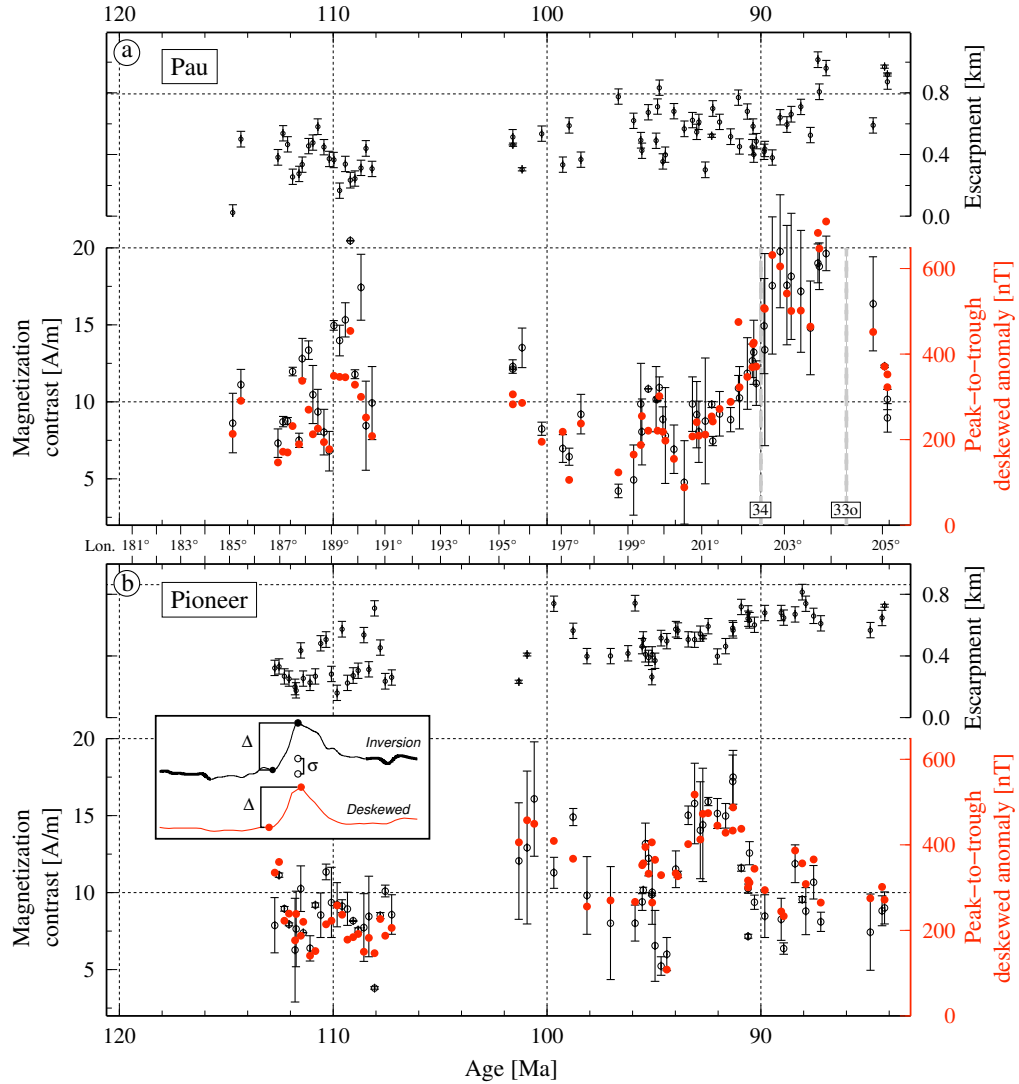 120 110 100 90
a
Pau
0.8
0.4
0.0
Escarpment [km]
20
15
10
5
Magnetization
contrast [A/m]
600
400
200
0
Peak−to−trough
deskewed anomaly [nT]
34 33o
Lon. 181° 183° 185° 187° 189° 191° 193° 195° 197° 199° 201° 203° 205°
b
Pioneer
0.8
0.4
0.0
Escarpment [km]
20
15
10
5
Magnetization
contrast [A/m]
Δ
Inversion
σ
Δ
Deskewed
600
400
200
0
Peak−to−trough
deskewed anomaly [nT]
120 110 100 90
Age [Ma]